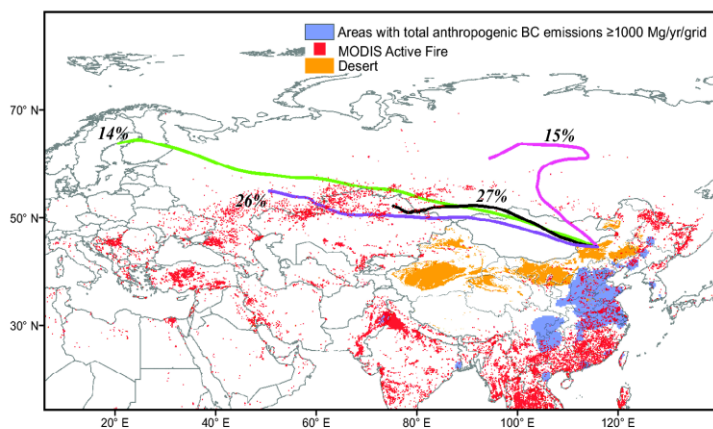 Areas with total anthropogenic BC emissions ≥1000 Mg/yr/grid
MODIS Active Fire
Desert
70° N
14%
15%
26%
27%
50° N
30° N
20° E
40° E
60° E
80° E
100° E
120° E